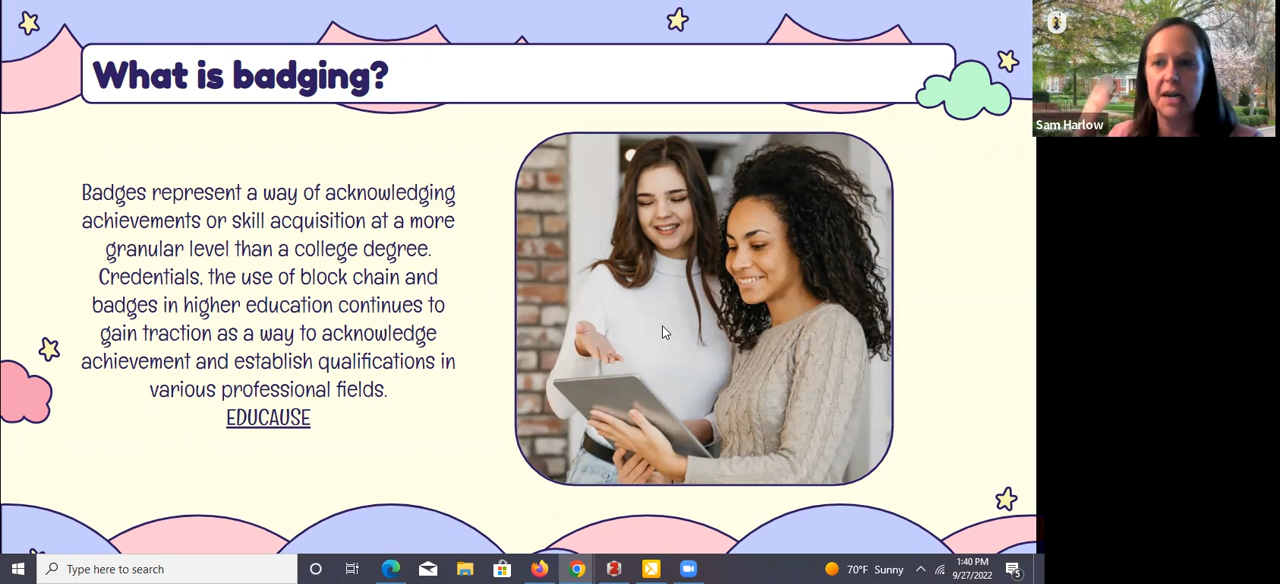 What is badging?
Badges represent a way of acknowledging
achievements or skill acquisition at a more
granular level than a college degree.
Credentials, the use of block chain and
badges in higher education continues to
gain traction as a way to acknowledge
achievement and establish qualifications in
various professional fields.
EDUCAUSE
Sam Harlow
Type here to search
70°F Sunny
1:40 PM
9/27/2022
5